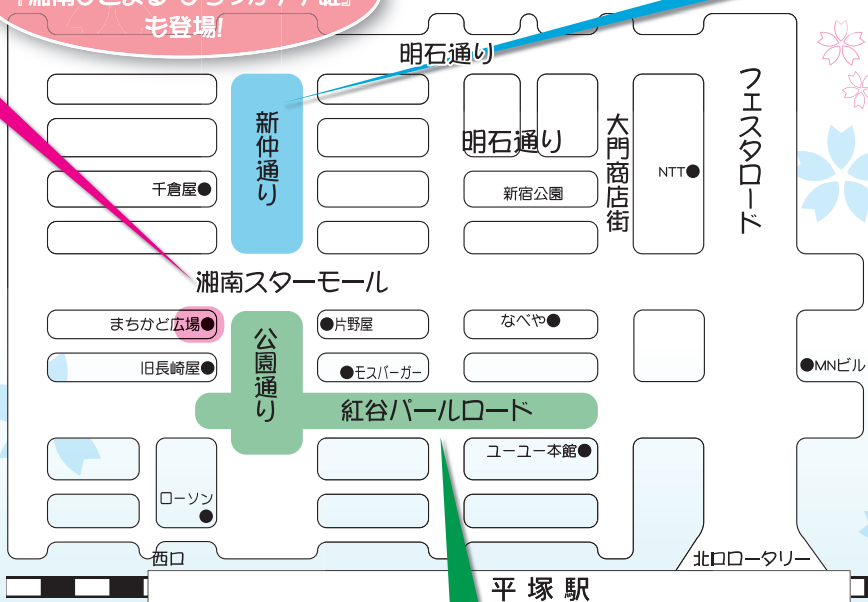 も登場!
明石通り
新仲通り
明石通り
大門商店街
フェスタロード
NTT
千倉屋
新宿公園
湘南スターモール
まちかど広場
公園通り
片野屋
なべや
旧長崎屋
モスバーガー
MNビル
紅谷パールロード
ユーユー本館
ローソン
西口
北口ロータリー
平塚駅